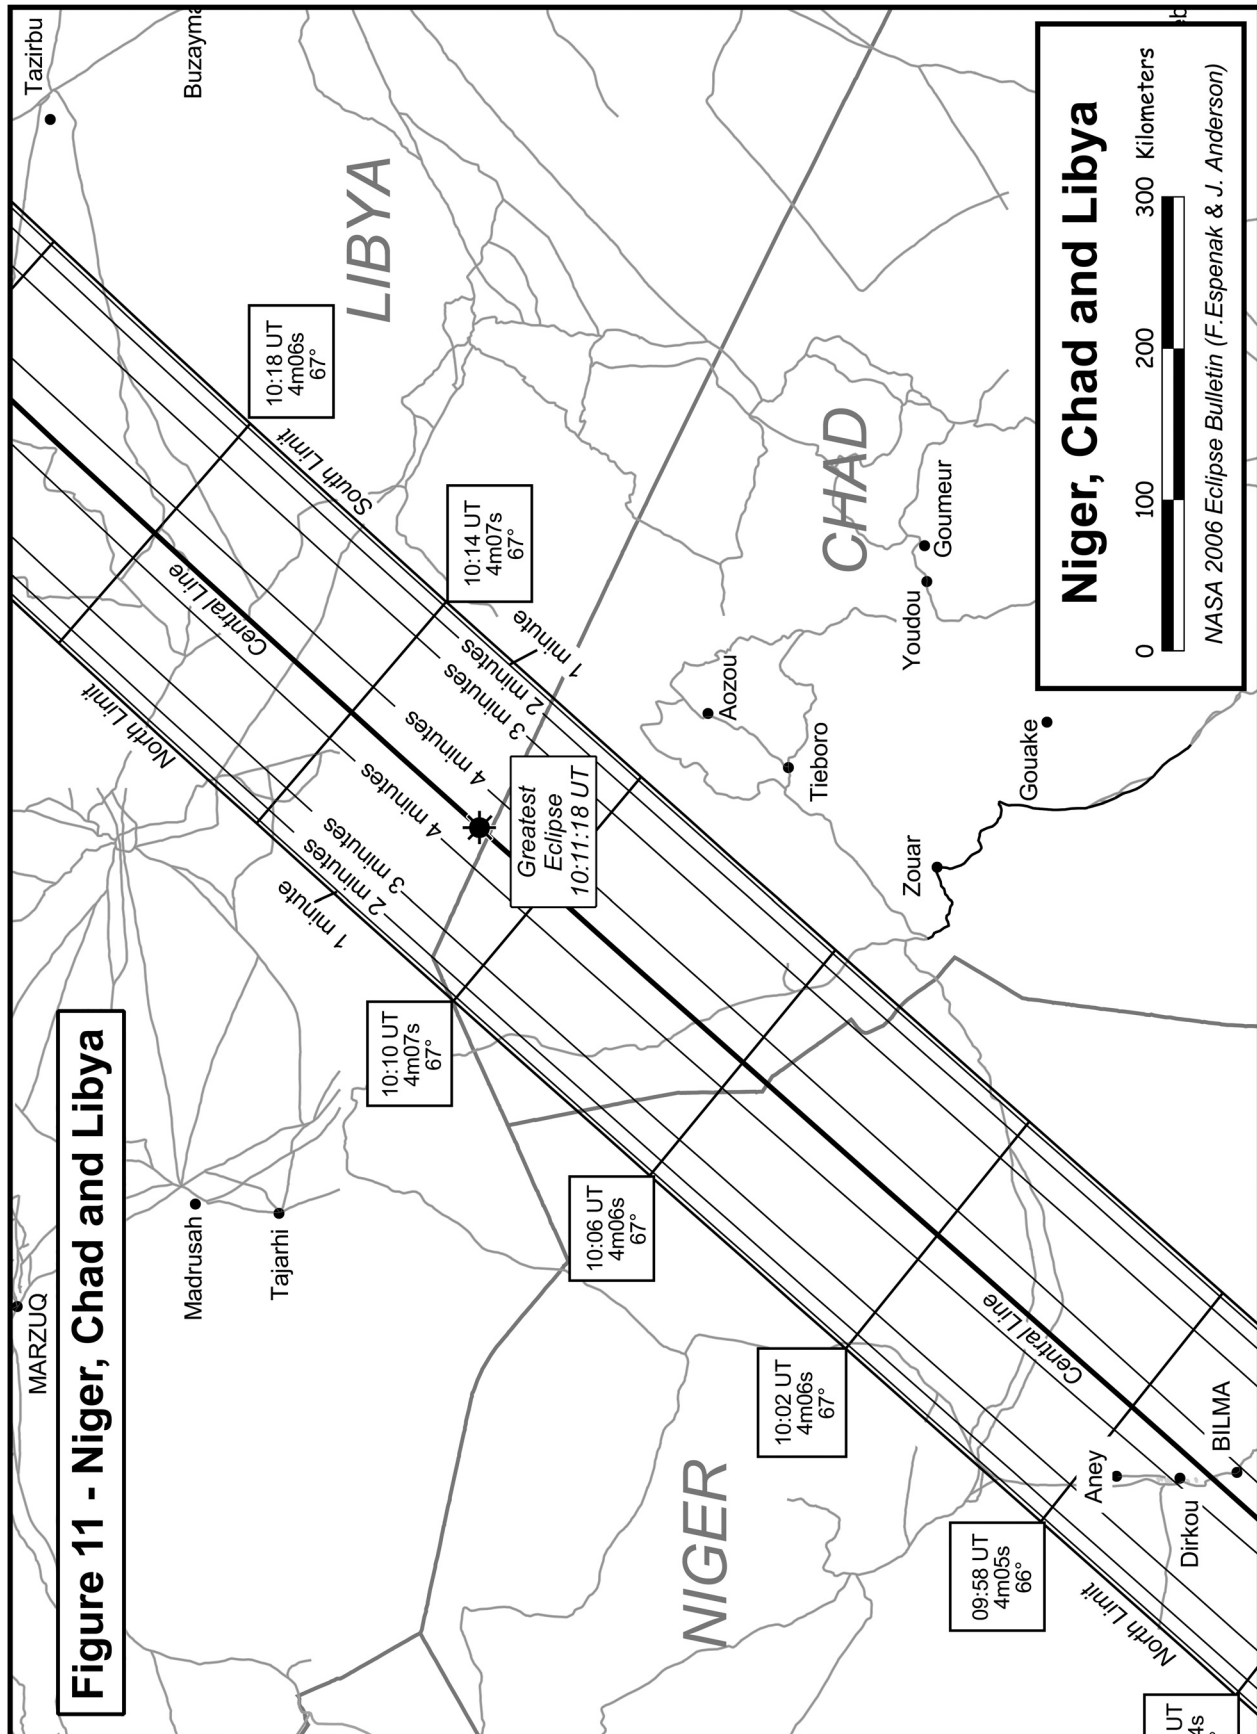 Figure 11 - Niger, Chad and Libya
MARZUQ
Madrusah
Tajarhi
Tazirbu
LIBYA
CHAD
NIGER
North Limit
Central Line
South Limit
10:18 UT
4m06s
67°
10:14 UT
4m07s
67°
10:10 UT
4m07s
67°
10:06 UT
4m06s
67°
10:02 UT
4m06s
67°
09:58 UT
4m05s
66°
UT
4s
1 minute
2 minutes
3 minutes
4 minutes
4 minutes
3 minutes
2 minutes
1 minute
Greatest
Eclipse
10:11:18 UT
Aozou
Tieboro
Zouar
Gouake
Youdou
Goumeur
Central Line
North Limit
Aney
Dirkou
BILMA
Niger, Chad and Libya
0 100 200 300 Kilometers
NASA 2006 Eclipse Bulletin (F.Espenak & J. Anderson)